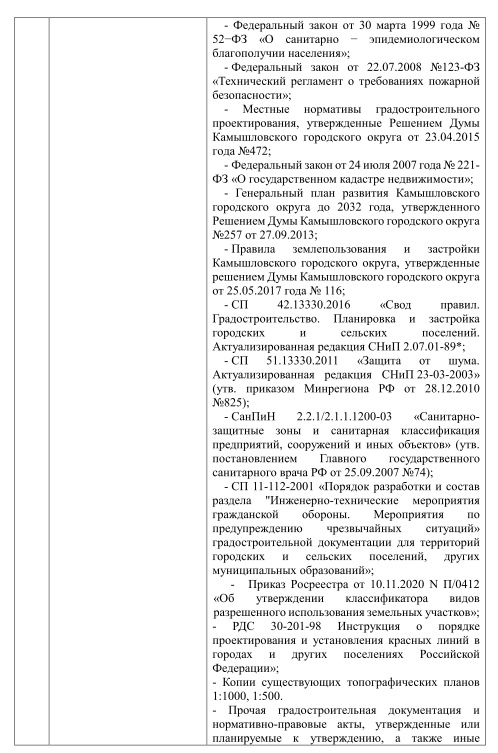 - Федеральный закон от 30 марта 1999 года №
52−ФЗ «О санитарно − эпидемиологическом
благополучии населения»;
- Федеральный закон от 22.07.2008 №123-ФЗ
«Технический регламент о требованиях пожарной
безопасности»;
- Местные нормативы градостроительного
проектирования, утвержденные Решением Думы
Камышловского городского округа от 23.04.2015
года №472;
- Федеральный закон от 24 июля 2007 года № 221-
ФЗ «О государственном кадастре недвижимости»;
- Генеральный план развития Камышловского
городского округа до 2032 года, утвержденного
Решением Думы Камышловского городского округа
№257 от 27.09.2013;
- Правила землепользования и застройки
Камышловского городского округа, утвержденные
решением Думы Камышловского городского округа
от 25.05.2017 года № 116;
- СП 42.13330.2016 «Свод правил.
Градостроительство. Планировка и застройка
городских и сельских поселений.
Актуализированная редакция СНиП 2.07.01-89*;
- СП 51.13330.2011 «Защита от шума.
Актуализированная редакция СНиП 23-03-2003»
(утв. приказом Минрегиона РФ от 28.12.2010
№825);
- СанПиН 2.2.1/2.1.1.1200-03 «Санитарно-
защитные зоны и санитарная классификация
предприятий, сооружений и иных объектов» (утв.
постановлением Главного государственного
санитарного врача РФ от 25.09.2007 №74);
- СП 11-112-2001 «Порядок разработки и состав
раздела "Инженерно-технические мероприятия
гражданской обороны. Мероприятия по
предупреждению чрезвычайных ситуаций»
градостроительной документации для территорий
городских и сельских поселений, других
муниципальных образований»;
- Приказ Росреестра от 10.11.2020 N П/0412
«Об утверждении классификатора видов
разрешенного использования земельных участков»;
- РДС 30-201-98 Инструкция о порядке
проектирования и установления красных линий в
городах и других поселениях Российской
Федерации»;
- Копии существующих топографических планов
1:1000, 1:500.
- Прочая градостроительная документация и
нормативно-правовые акты, утвержденные или
планируемые к утверждению, а также иные